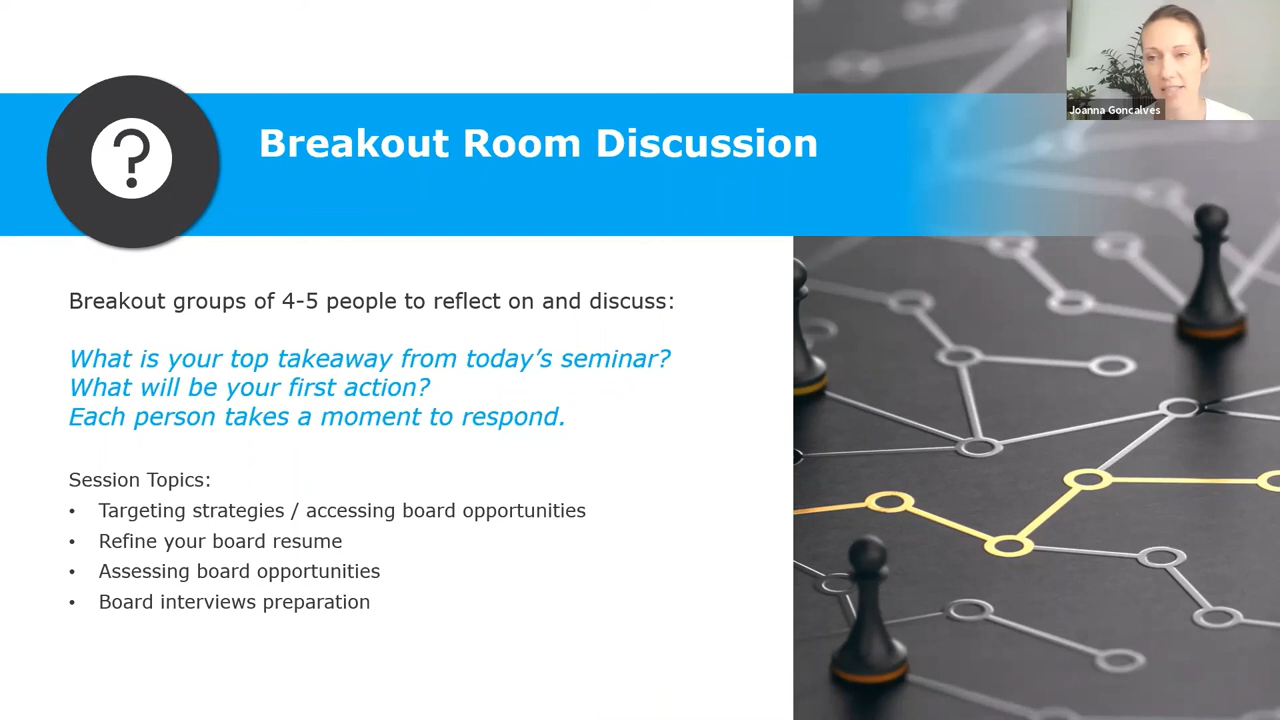 Joanna Goncalves
Breakout Room Discussion
Breakout groups of 4-5 people to reflect on and discuss:
What is your top takeaway from today’s seminar?
What will be your first action?
Each person takes a moment to respond.
Session Topics:
• Targeting strategies / accessing board opportunities
• Refine your board resume
• Assessing board opportunities
• Board interviews preparation